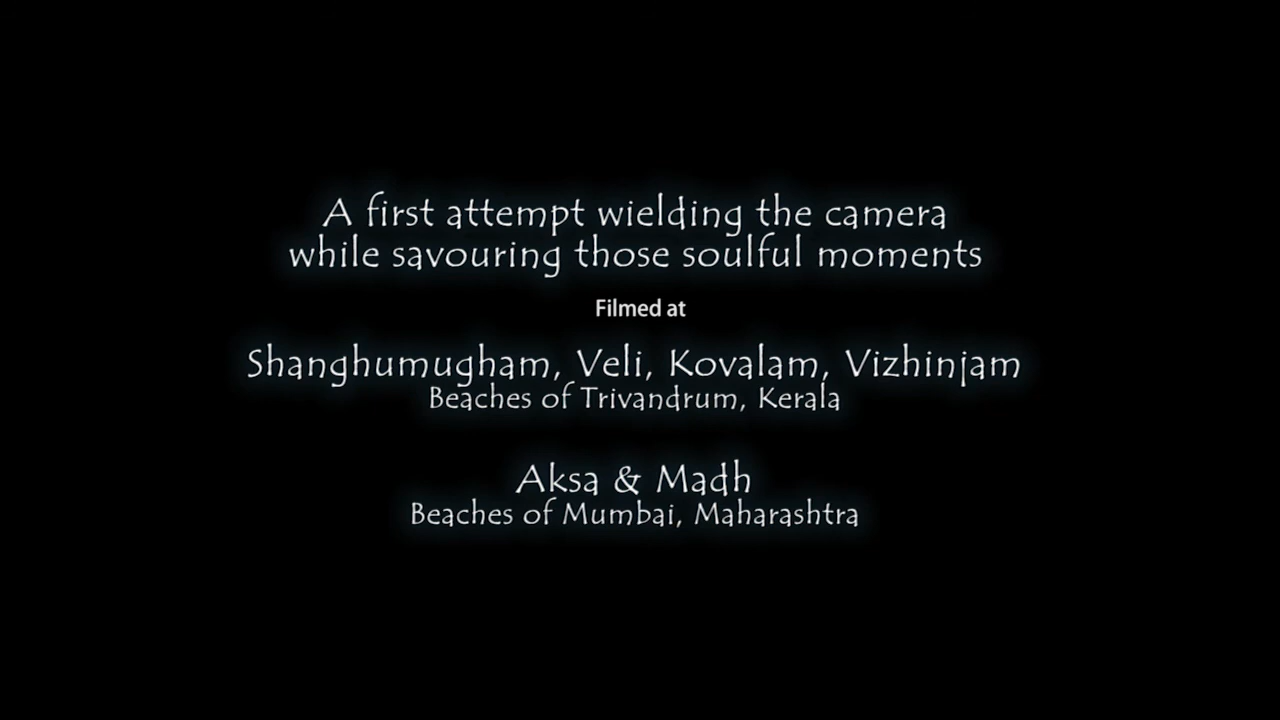 A first attempt wielding the camera
while savouring those soulful moments
Filmed at
Shanghumugham, Veli, Kovalam, Vizhinjam
Beaches of Trivandrum, Kerala
Aksa & Madh
Beaches of Mumbai, Maharashtra